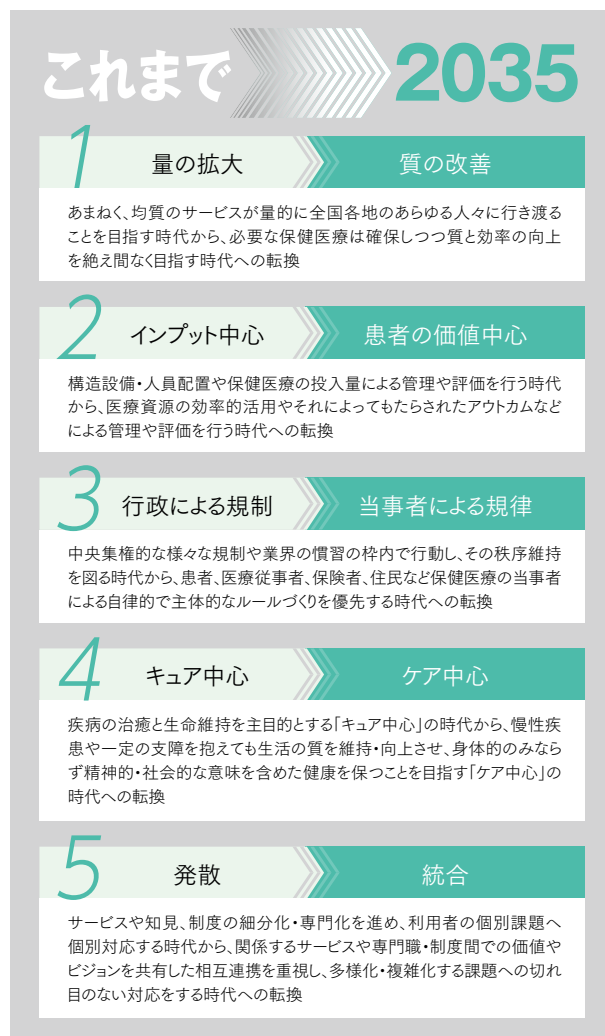 これまで 2035
1 量の拡大 質の改善
あまねく、均質のサービスが量的に全国各地のあらゆる人々に行き渡る
ことを目指す時代から、必要な保健医療は確保しつつ質と効率の向上
を絶え間なく目指す時代への転換
2 インプット中心 患者の価値中心
構造設備・人員配置や保健医療の投入量による管理や評価を行う時代
から、医療資源の効率的活用やそれによってもたらされたアウトカムなど
による管理や評価を行う時代への転換
3 行政による規制 当事者による規律
中央集権的な様々な規制や業界の慣習の枠内で行動し、その秩序維持
を図る時代から、患者、医療従事者、保険者、住民など保健医療の当事者
による自律的で主体的なルールづくりを優先する時代への転換
4 キュア中心 ケア中心
疾病の治癒と生命維持を主目的とする「キュア中心」の時代から、慢性疾
患や一定の支障を抱えても生活の質を維持・向上させ、身体的のみなら
ず精神的・社会的な意味を含めた健康を保つことを目指す「ケア中心」の
時代への転換
5 発散 統合
サービスや知見、制度の細分化・専門化を進め、利用者の個別課題へ
個別対応する時代から、関係するサービスや専門職・制度間での価値や
ビジョンを共有した相互連携を重視し、多様化・複雑化する課題への切れ
目のない対応をする時代への転換